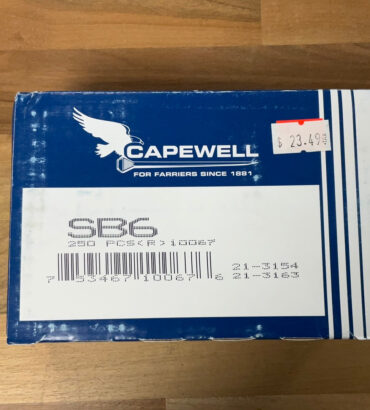 CAPEWELL
FOR FARRIERS SINCE 1881
$ 23.49
SB6
250 PCS<R>10067
7 53467 10067 6
21-3154
21-3163